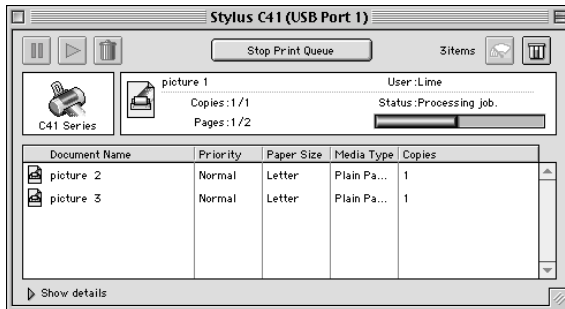 Stylus C41 (USB Port 1)
Stop Print Queue
3items
picture 1
User:Lime
Copies:1/1
Status:Processing job.
Pages:1/2
C41 Series
Document Name Priority Paper Size Media Type Copies
picture 2 Normal Letter Plain Pa... 1
picture 3 Normal Letter Plain Pa... 1
Show details